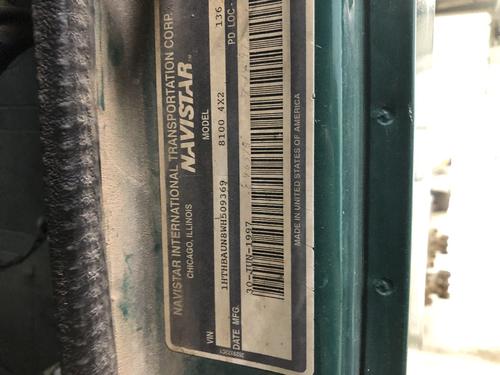 NAVISTAR INTERNATIONAL TRANSPORTATION CORP.
CHICAGO, ILLINOIS
NAVISTAR
VIN
MODEL
1HTHBAUN8WH509369
8100 4X2
136
DATE MFG.
PD LOC-
30-JUN-1997
MADE IN UNITED STATES OF AMERICA